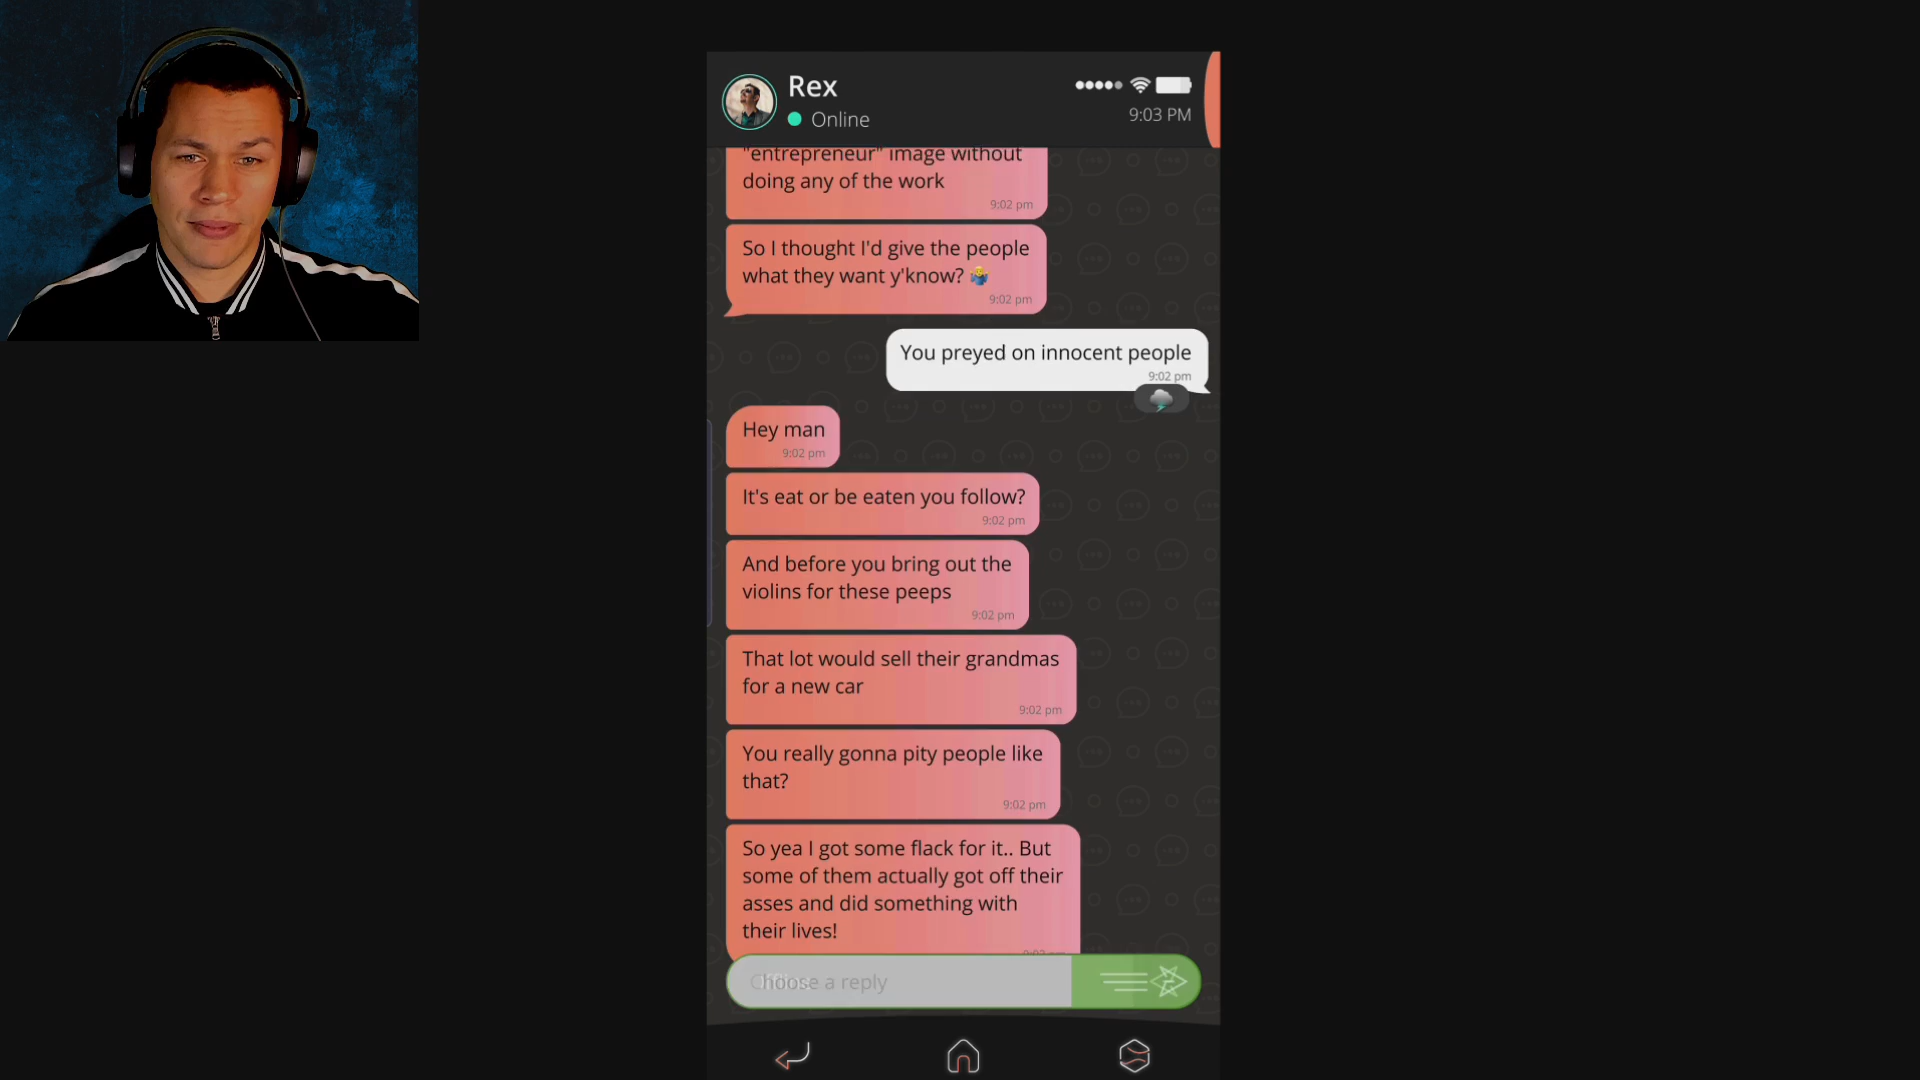 Rex
Online
9:03 PM
"entrepreneur" image without
doing any of the work
9:02 pm
So I thought I'd give the people
what they want y'know? 🤷‍♂️
9:02 pm
You preyed on innocent people
9:02 pm
Hey man
9:02 pm
It's eat or be eaten you follow?
9:02 pm
And before you bring out the
violins for these peeps
9:02 pm
That lot would sell their grandmas
for a new car
9:02 pm
You really gonna pity people like
that?
9:02 pm
So yea I got some flack for it.. But
some of them actually got off their
asses and did something with
their lives!
Choose a reply